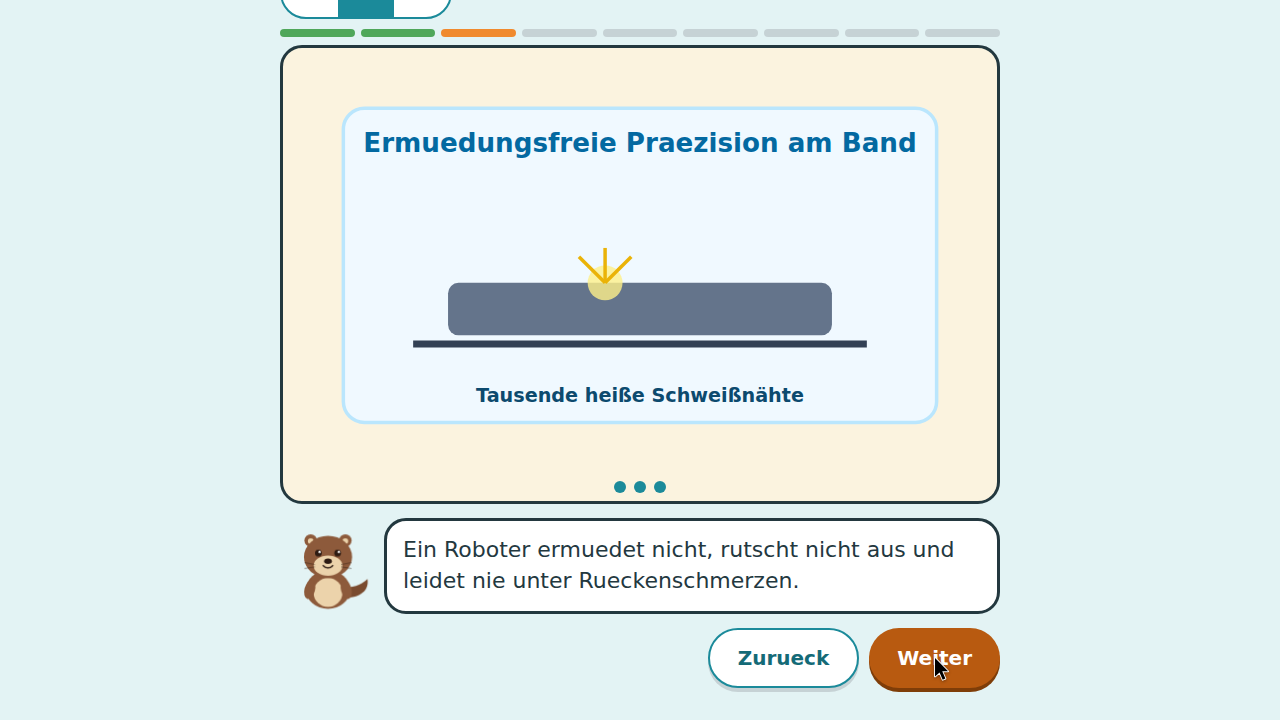 Ermuedungsfreie Praezision am Band
Tausende heiße Schweißnähte
Ein Roboter ermuedet nicht, rutscht nicht aus und
leidet nie unter Rueckenschmerzen.
Zurueck
Weiter